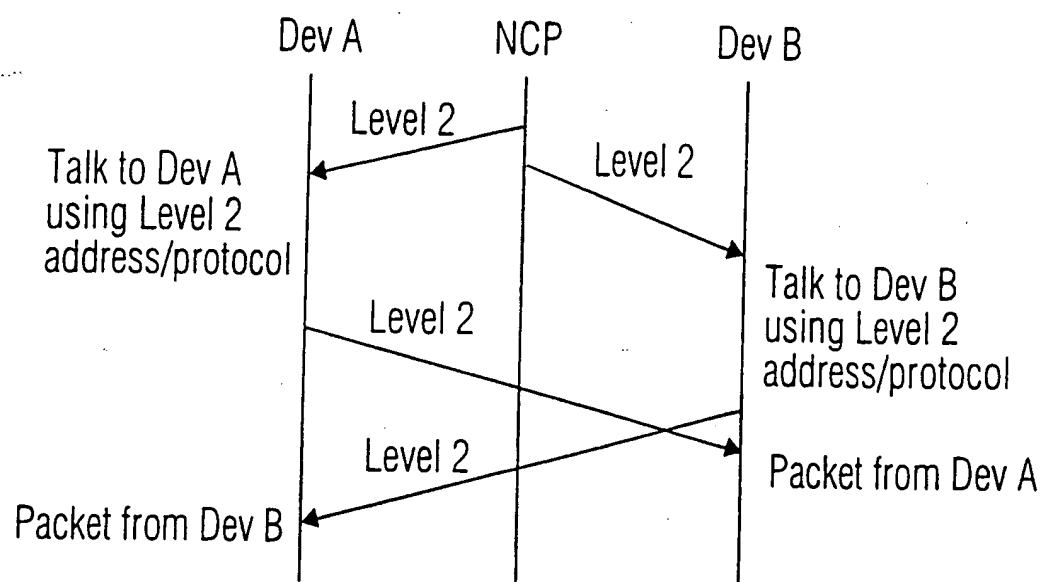 Dev A
NCP
Dev B
Level 2
Level 2
Talk to Dev A
using Level 2
address/protocol
Talk to Dev B
using Level 2
address/protocol
Level 2
Level 2
Packet from Dev A
Packet from Dev B